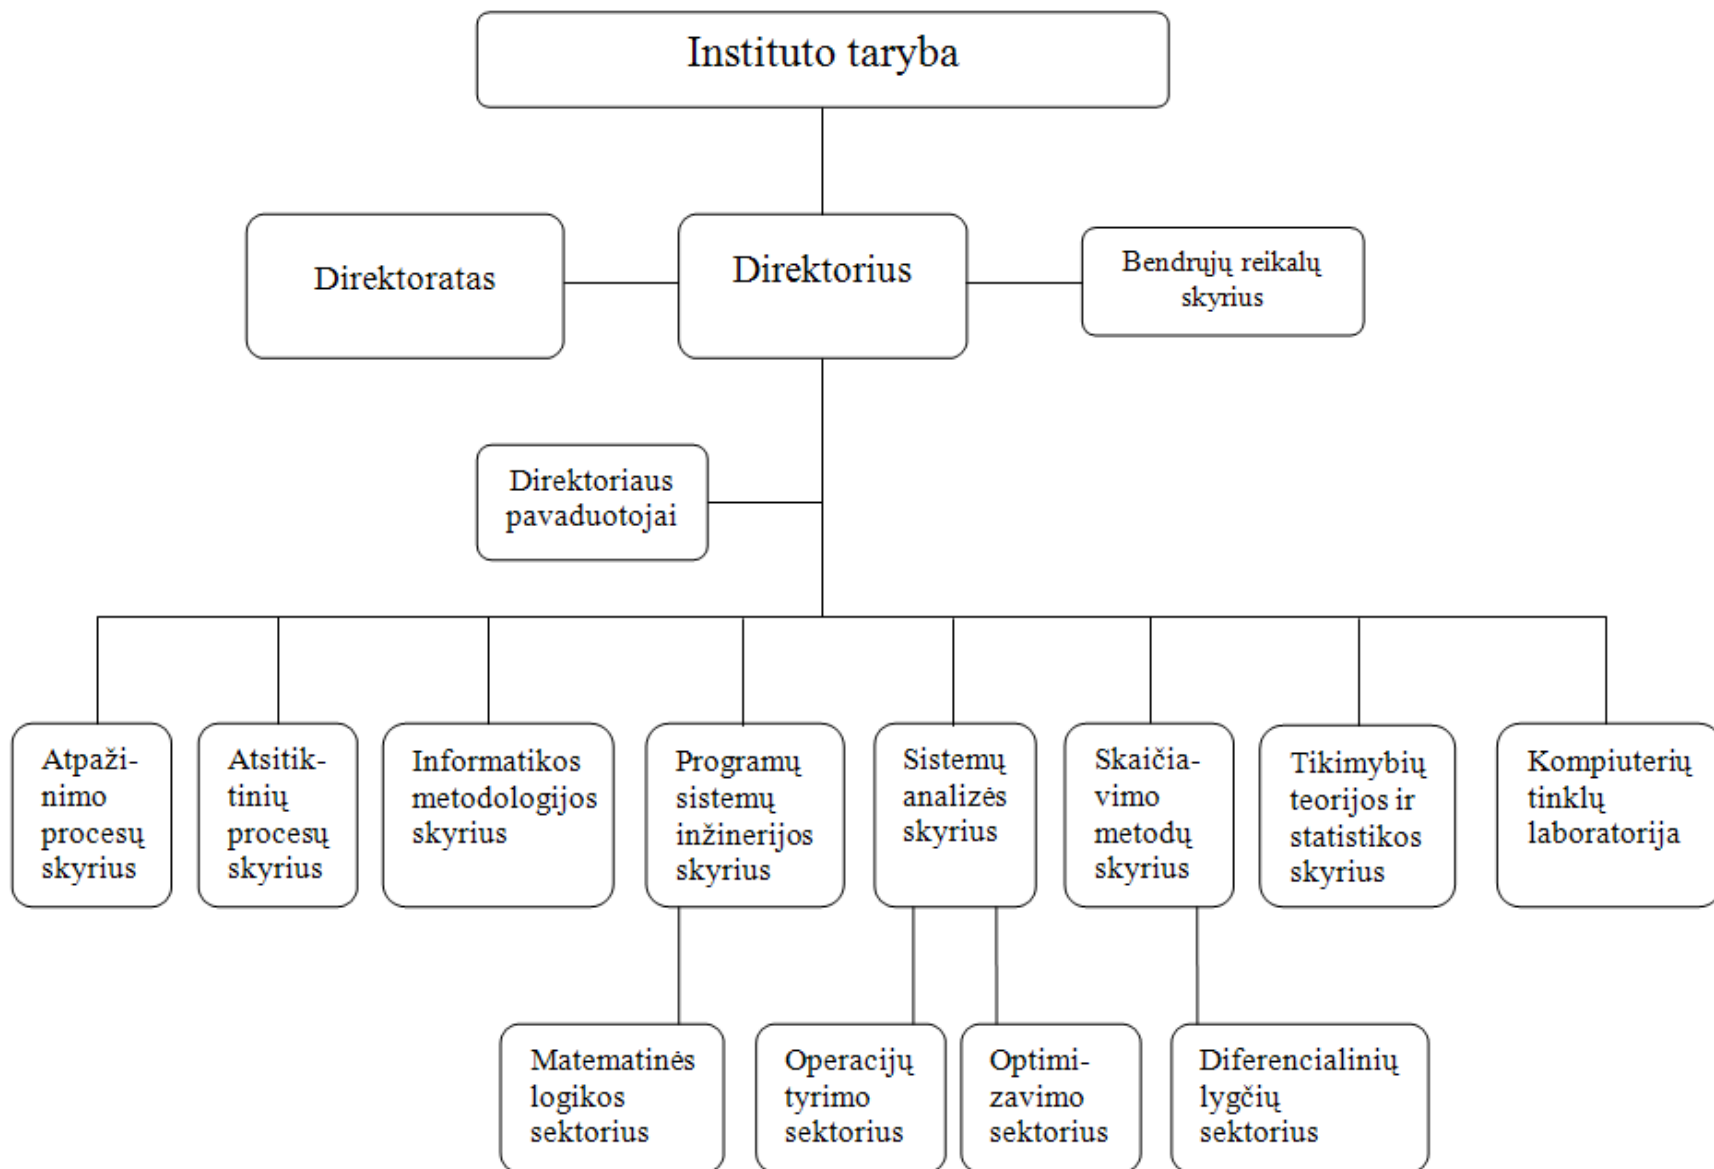 Instituto taryba
Direktoratas
Direktorius
Bendrųjų reikalų
skyrius
Direktoriaus
pavaduotojai
Atpaži-
nimo
procesų
skyrius
Atsitik-
tinių
procesų
skyrius
Informatikos
metodologijos
skyrius
Programų
sistemų
inžinerijos
skyrius
Sistemų
analizės
skyrius
Skaičia-
vimo
metodų
skyrius
Tikimybių
teorijos ir
statistikos
skyrius
Kompiuterių
tinklų
laboratorija
Matematinės
logikos
sektorius
Operacijų
tyrimo
sektorius
Optimi-
zavimo
sektorius
Diferencialinių
lygčių
sektorius